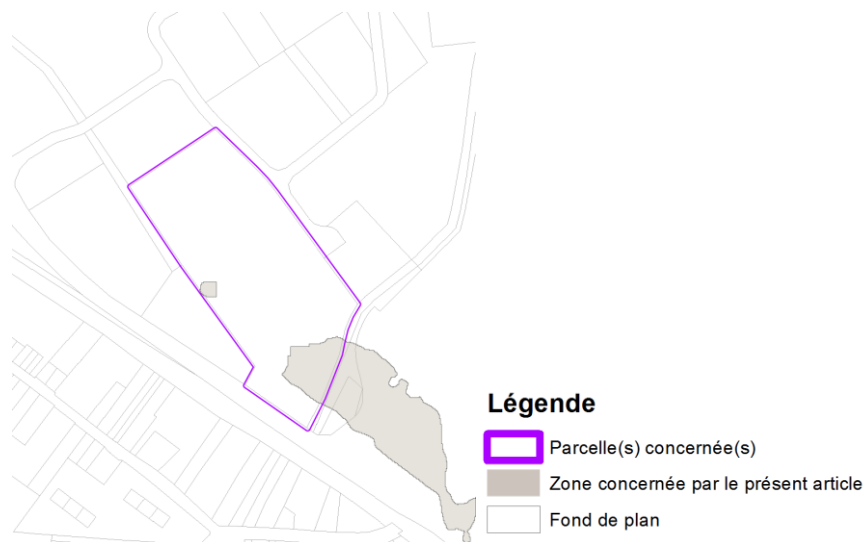 Légende
Parcelle(s) concernée(s)
Zone concernée par le présent article
Fond de plan